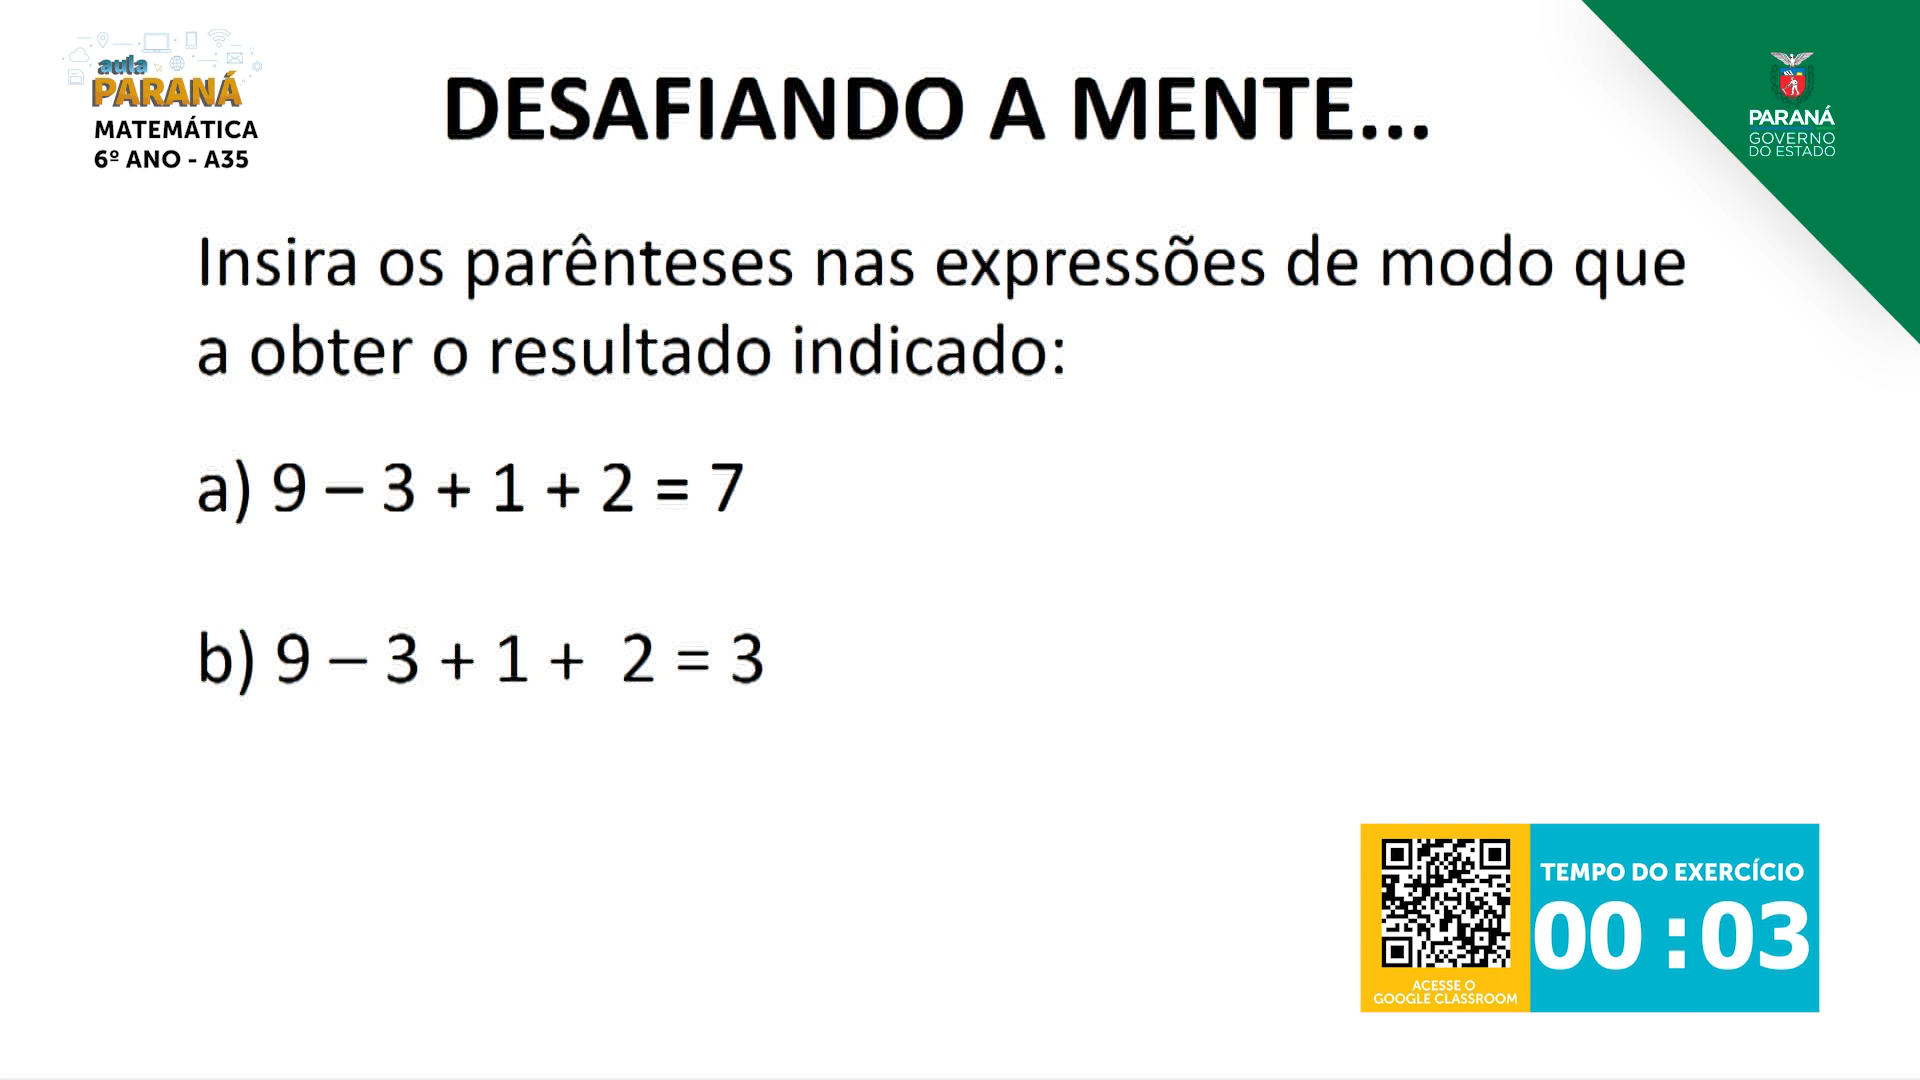 aula
PARANÁ
MATEMÁTICA
6º ANO - A35
DESAFIANDO A MENTE...
PARANÁ
GOVERNO
DO ESTADO
Insira os parênteses nas expressões de modo que
a obter o resultado indicado:
a) 9 – 3 + 1 + 2 = 7
b) 9 – 3 + 1 +  2 = 3
TEMPO DO EXERCÍCIO
00 : 03
ACESSE O
GOOGLE CLASSROOM